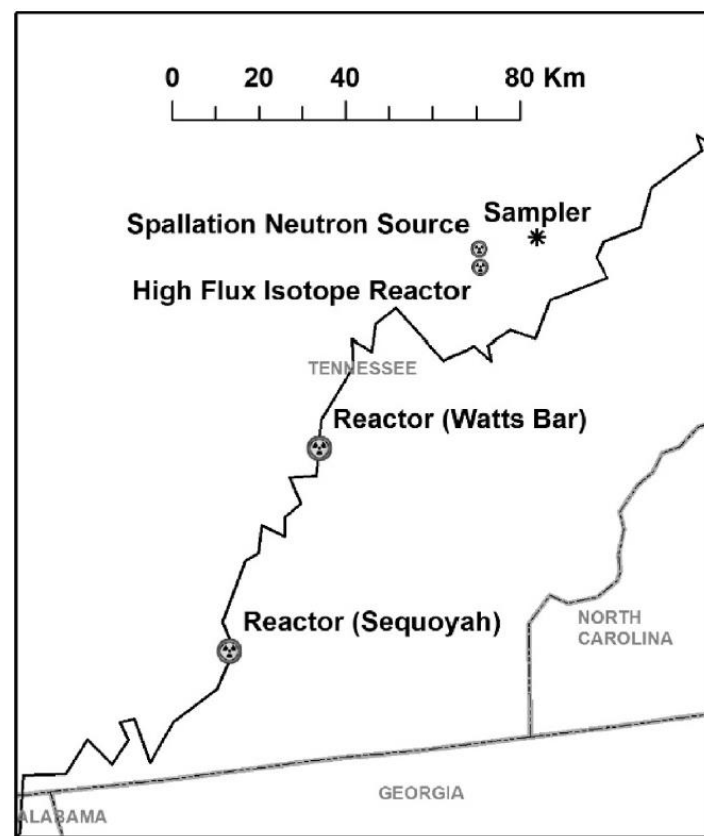 0 20 40 80 Km
Spallation Neutron Source
Sampler
High Flux Isotope Reactor
TENNESSEE
Reactor (Watts Bar)
Reactor (Sequoyah)
NORTH
CAROLINA
GEORGIA
ALABAMA